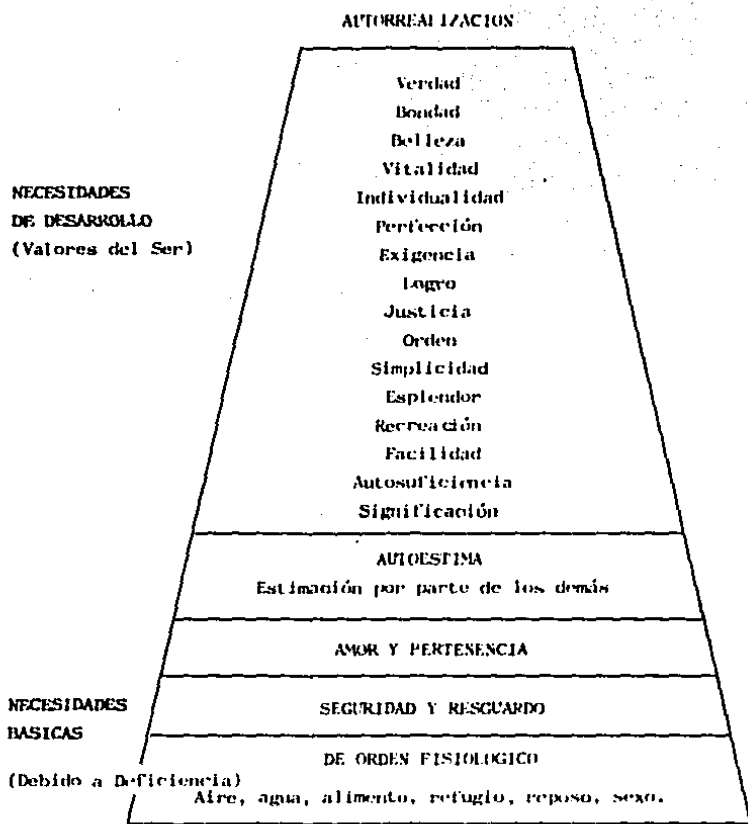 AUTORREALIZACION
Verdad
Bondad
Belleza
Vitalidad
NECESIDADES
DE DESARROLLO
(Valores del Ser)
Individualidad
Perfección
Exigencia
Logro
Justicia
Orden
Simplicidad
Esplendor
Recreación
Facilidad
Autosuficiencia
Significación
AUTOESTIMA
Estimación por parte de los demás
AMOR Y PERTENENCIA
NECESIDADES
BASICAS
(Debido a Deficiencia)
SEGURIDAD Y RESGUARDO
DE ORDEN FISIOLOGICO
Aire, agua, alimento, refugio, reposo, sexo.